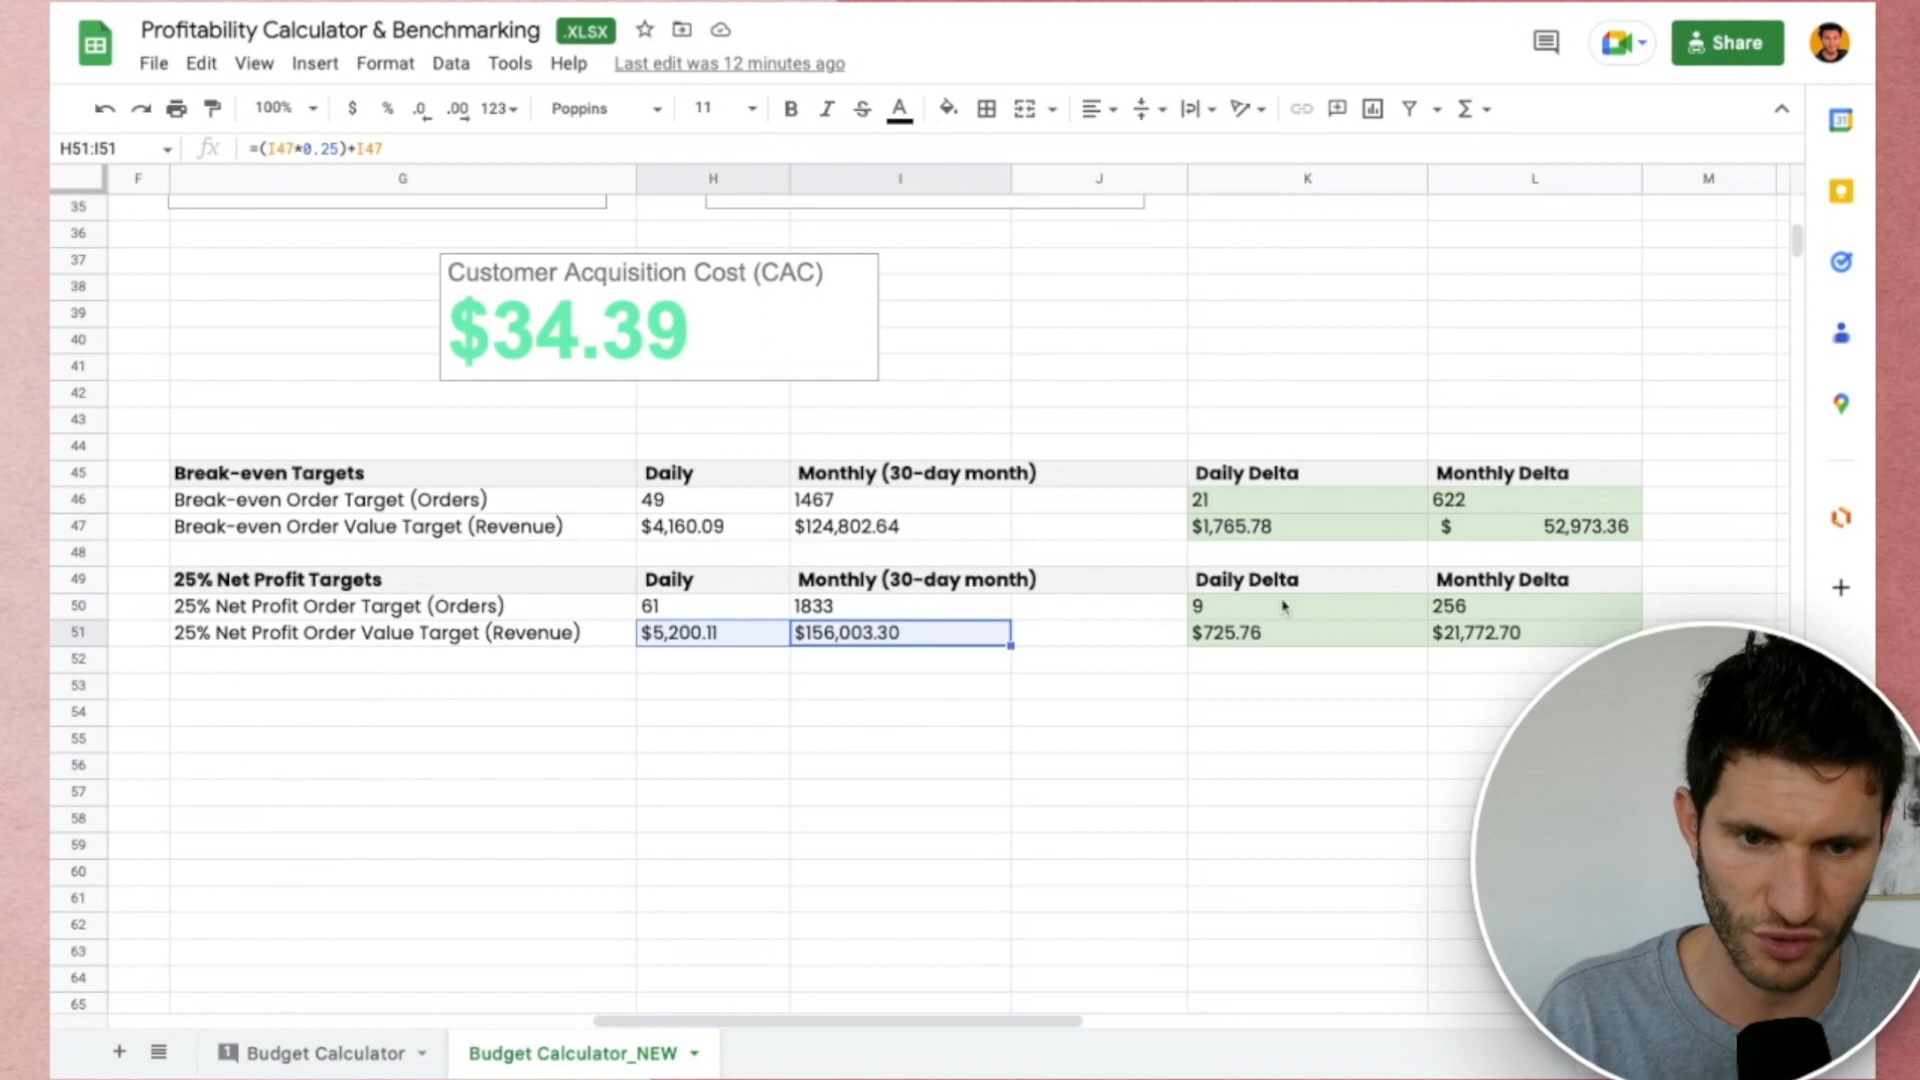 Profitability Calculator & Benchmarking .XLSX
File Edit View Insert Format Data Tools Help Last edit was 12 minutes ago
Share
100% $ % .0 .00 123 Poppins 11 B I S A
H51:I51 fx =(I47*0.25)+I47
F G H I J K L M
35
36
37
Customer Acquisition Cost (CAC)
38
$34.39
39
40
41
42
43
44
45 Break-even Targets Daily Monthly (30-day month) Daily Delta Monthly Delta
46 Break-even Order Target (Orders) 49 1467 21 622
47 Break-even Order Value Target (Revenue) $4,160.09 $124,802.64 $1,765.78 $ 52,973.36
48
49 25% Net Profit Targets Daily Monthly (30-day month) Daily Delta Monthly Delta
50 25% Net Profit Order Target (Orders) 61 1833 9 256
51 25% Net Profit Order Value Target (Revenue) $5,200.11 $156,003.30 $725.76 $21,772.70
52
53
54
55
56
57
58
59
60
61
62
63
64
65
1 Budget Calculator Budget Calculator_NEW
31